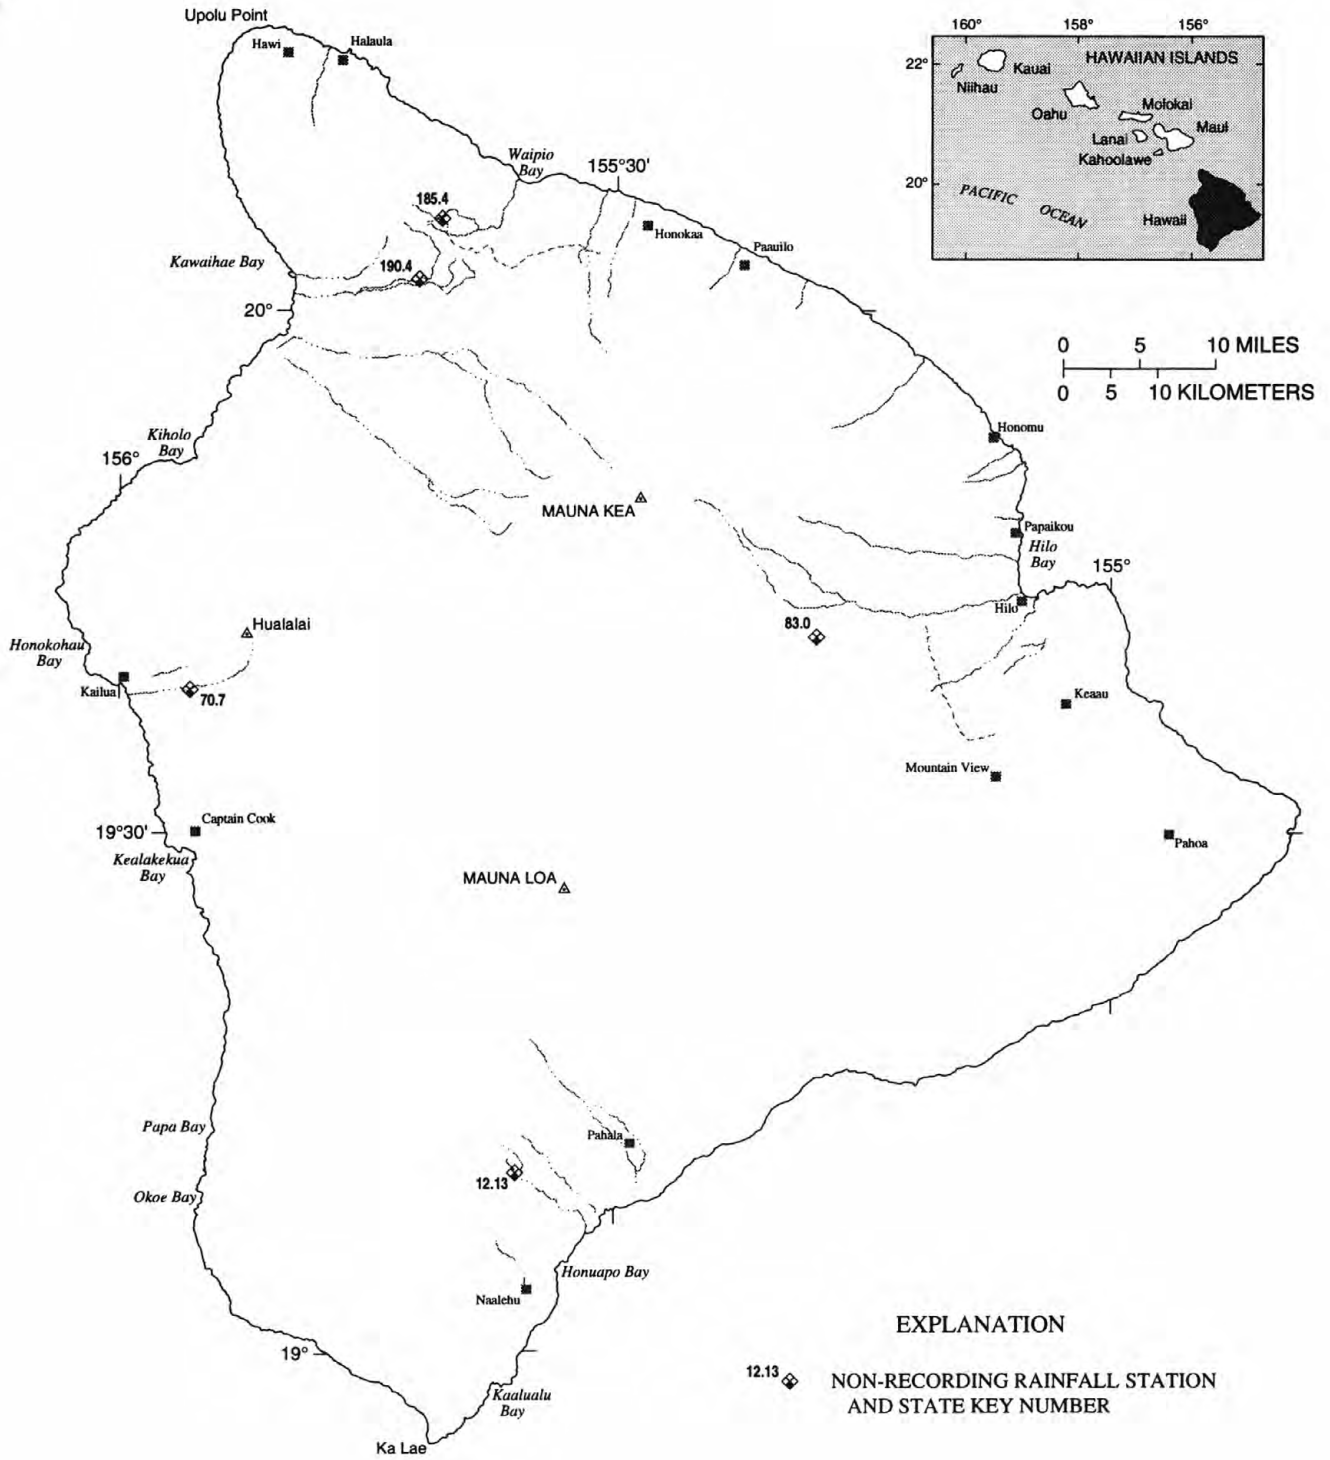 Upolu Point
Hawi
Halaula
160°
158°
156°
HAWAIIAN ISLANDS
22°
Kauai
Niihau
Oahu
Molokai
Lanai
Maui
Kahoolawe
20°
PACIFIC OCEAN
Hawaii
Waipio
Bay
155°30'
185.4
Honokaa
Paauilo
Kawaihae Bay
190.4
20°
0 5 10 MILES
0 5 10 KILOMETERS
Kiholo
Bay
156°
Honomu
MAUNA KEA
Papaikou
Hilo
Bay
155°
Hilo
83.0
Hualalai
Honokohau
Bay
Kailua
70.7
Keaau
Mountain View
Captain Cook
19°30'
Pahoa
Kealakekua
Bay
MAUNA LOA
Papa Bay
Pahala
12.13
Okoe Bay
Honuapo Bay
Naalehu
EXPLANATION
19°
12.13
NON-RECORDING RAINFALL STATION
AND STATE KEY NUMBER
Kaalualu
Bay
Ka Lae